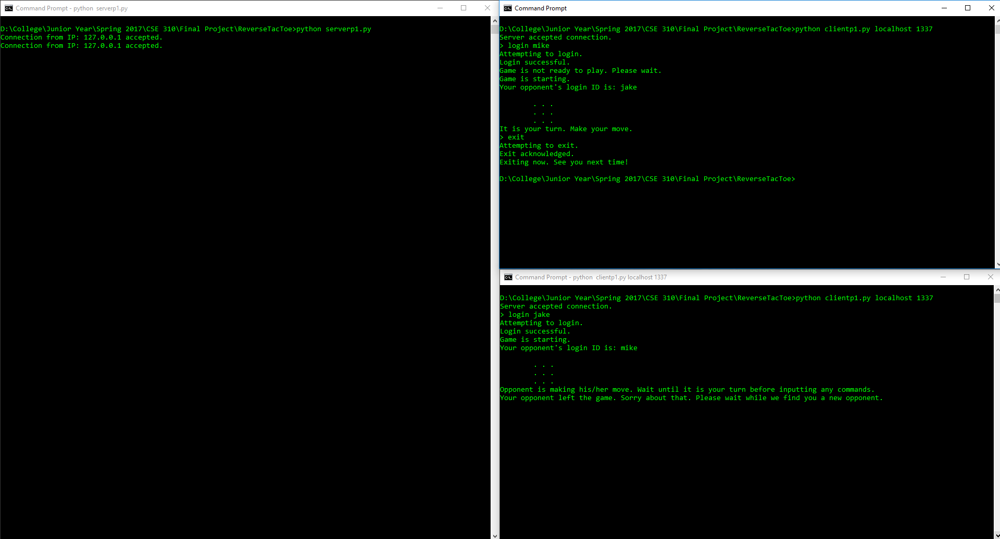 Command Prompt - python  serverp1.py
D:\College\Junior Year\Spring 2017\CSE 310\Final Project\ReverseTacToe>python serverp1.py
Connection from IP: 127.0.0.1 accepted.
Connection from IP: 127.0.0.1 accepted.
Command Prompt
D:\College\Junior Year\Spring 2017\CSE 310\Final Project\ReverseTacToe>python clientp1.py localhost 1337
Server accepted connection.
> login mike
Attempting to login.
Login successful.
Game is not ready to play. Please wait.
Game is starting.
Your opponent's login ID is: jake
. . .
. . .
. . .
It is your turn. Make your move.
> exit
Attempting to exit.
Exit acknowledged.
Exiting now. See you next time!
D:\College\Junior Year\Spring 2017\CSE 310\Final Project\ReverseTacToe>
Command Prompt - python  clientp1.py localhost 1337
D:\College\Junior Year\Spring 2017\CSE 310\Final Project\ReverseTacToe>python clientp1.py localhost 1337
Server accepted connection.
> login jake
Attempting to login.
Login successful.
Game is starting.
Your opponent's login ID is: mike
. . .
. . .
. . .
Opponent is making his/her move. Wait until it is your turn before inputting any commands.
Your opponent left the game. Sorry about that. Please wait while we find you a new opponent.